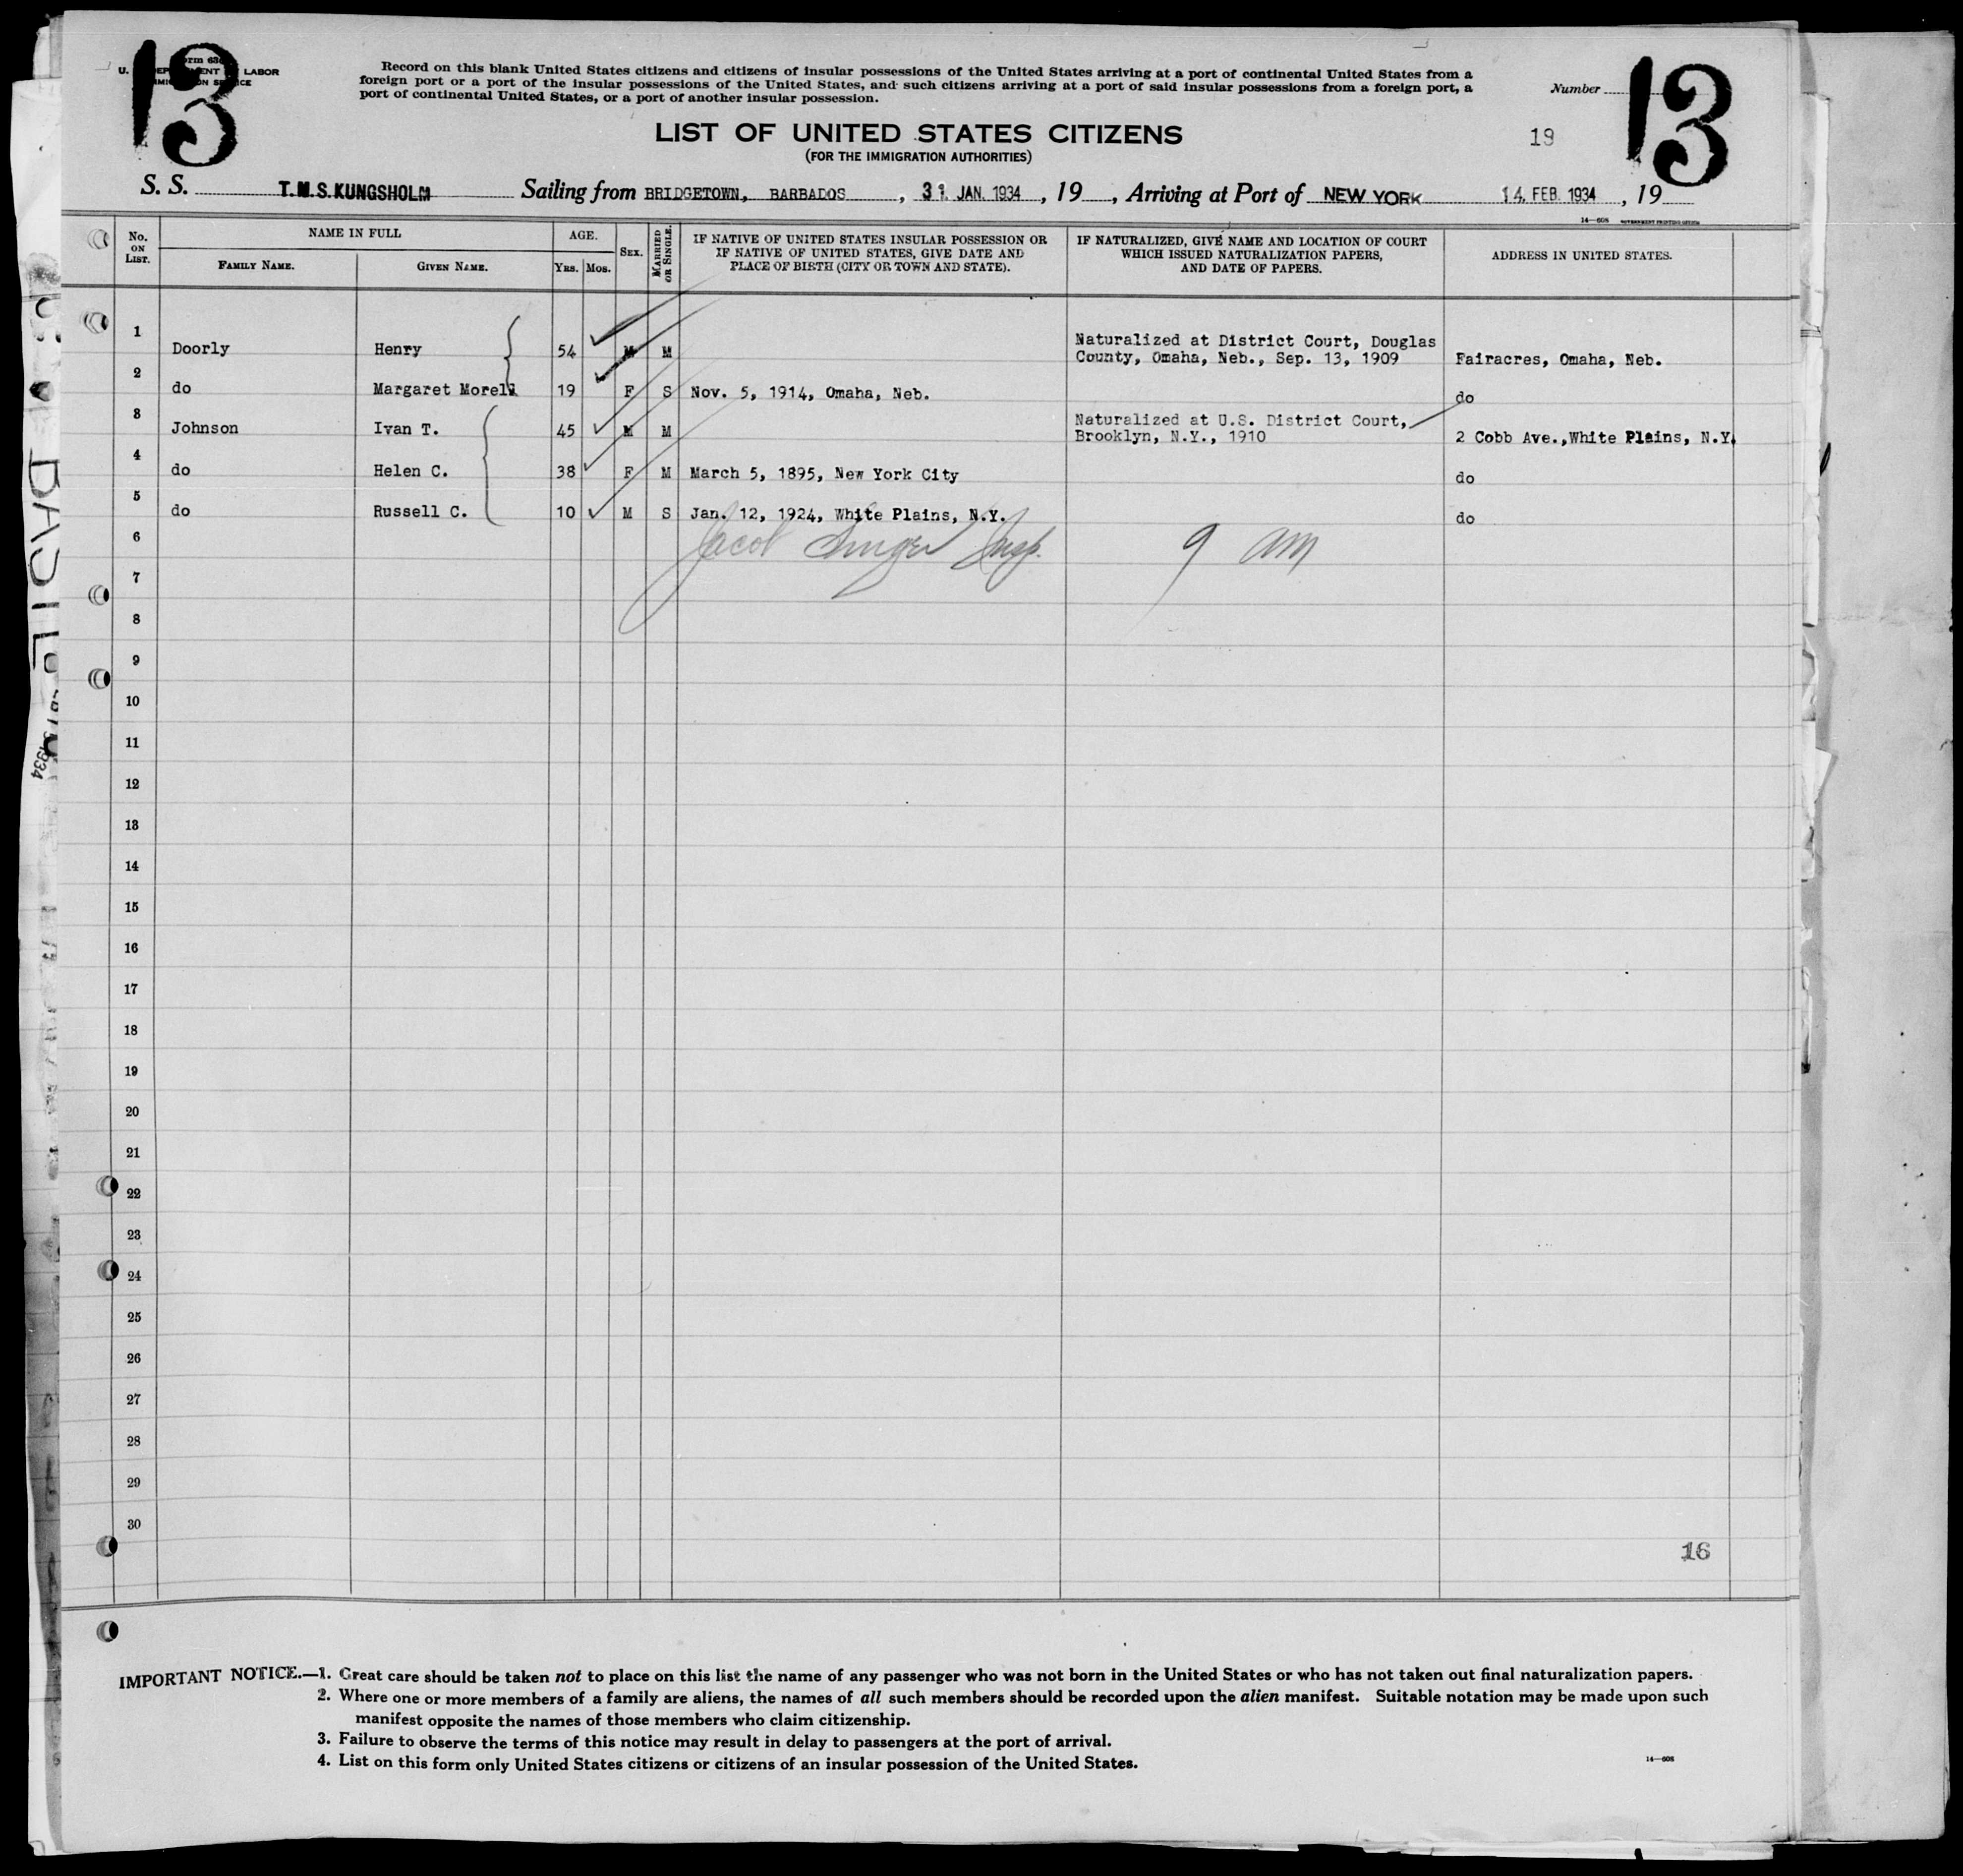 13
13
U. LABOR
Record on this blank United States citizens and citizens of insular possessions of the United States arriving at a port of continental United States from a
foreign port or a port of the insular possessions of the United States, and such citizens arriving at a port of said insular possessions from a foreign port, a
port of continental United States, or a port of another insular possession.
Number
LIST OF UNITED STATES CITIZENS
19
(FOR THE IMMIGRATION AUTHORITIES)
S. S. T.M.S.KUNGSHOLM Sailing from BRIDGETOWN, BARBADOS, 31. JAN. 1934, 19, Arriving at Port of NEW YORK 14. FEB. 1934, 19
14—608 GOVERNMENT PRINTING OFFICE
No. ON LIST.
NAME IN FULL
FAMILY NAME.
GIVEN NAME.
AGE.
YRS. MOS.
SEX.
MARRIED OR SINGLE.
IF NATIVE OF UNITED STATES INSULAR POSSESSION OR
IF NATIVE OF UNITED STATES, GIVE DATE AND
PLACE OF BIRTH (CITY OR TOWN AND STATE).
IF NATURALIZED, GIVE NAME AND LOCATION OF COURT
WHICH ISSUED NATURALIZATION PAPERS,
AND DATE OF PAPERS.
ADDRESS IN UNITED STATES.
1 Doorly Henry 54 M M Naturalized at District Court, Douglas
County, Omaha, Neb., Sep. 13, 1909 Fairacres, Omaha, Neb.
2 do Margaret Morell 19 F S Nov. 5, 1914, Omaha, Neb. do
3 Johnson Ivan T. 45 M M Naturalized at U.S. District Court,
Brooklyn, N.Y., 1910 2 Cobb Ave.,White Plains, N.Y.
4 do Helen C. 38 F M March 5, 1895, New York City do
5 do Russell C. 10 M S Jan. 12, 1924, White Plains, N.Y. do
6 Jacob Singer Insp. 9 am
7
8
9
10
11
12
13
14
15
16
17
18
19
20
21
22
23
24
25
26
27
28
29
30
16
IMPORTANT NOTICE.—1. Great care should be taken not to place on this list the name of any passenger who was not born in the United States or who has not taken out final naturalization papers.
2. Where one or more members of a family are aliens, the names of all such members should be recorded upon the alien manifest. Suitable notation may be made upon such
manifest opposite the names of those members who claim citizenship.
3. Failure to observe the terms of this notice may result in delay to passengers at the port of arrival.
4. List on this form only United States citizens or citizens of an insular possession of the United States.
14—608